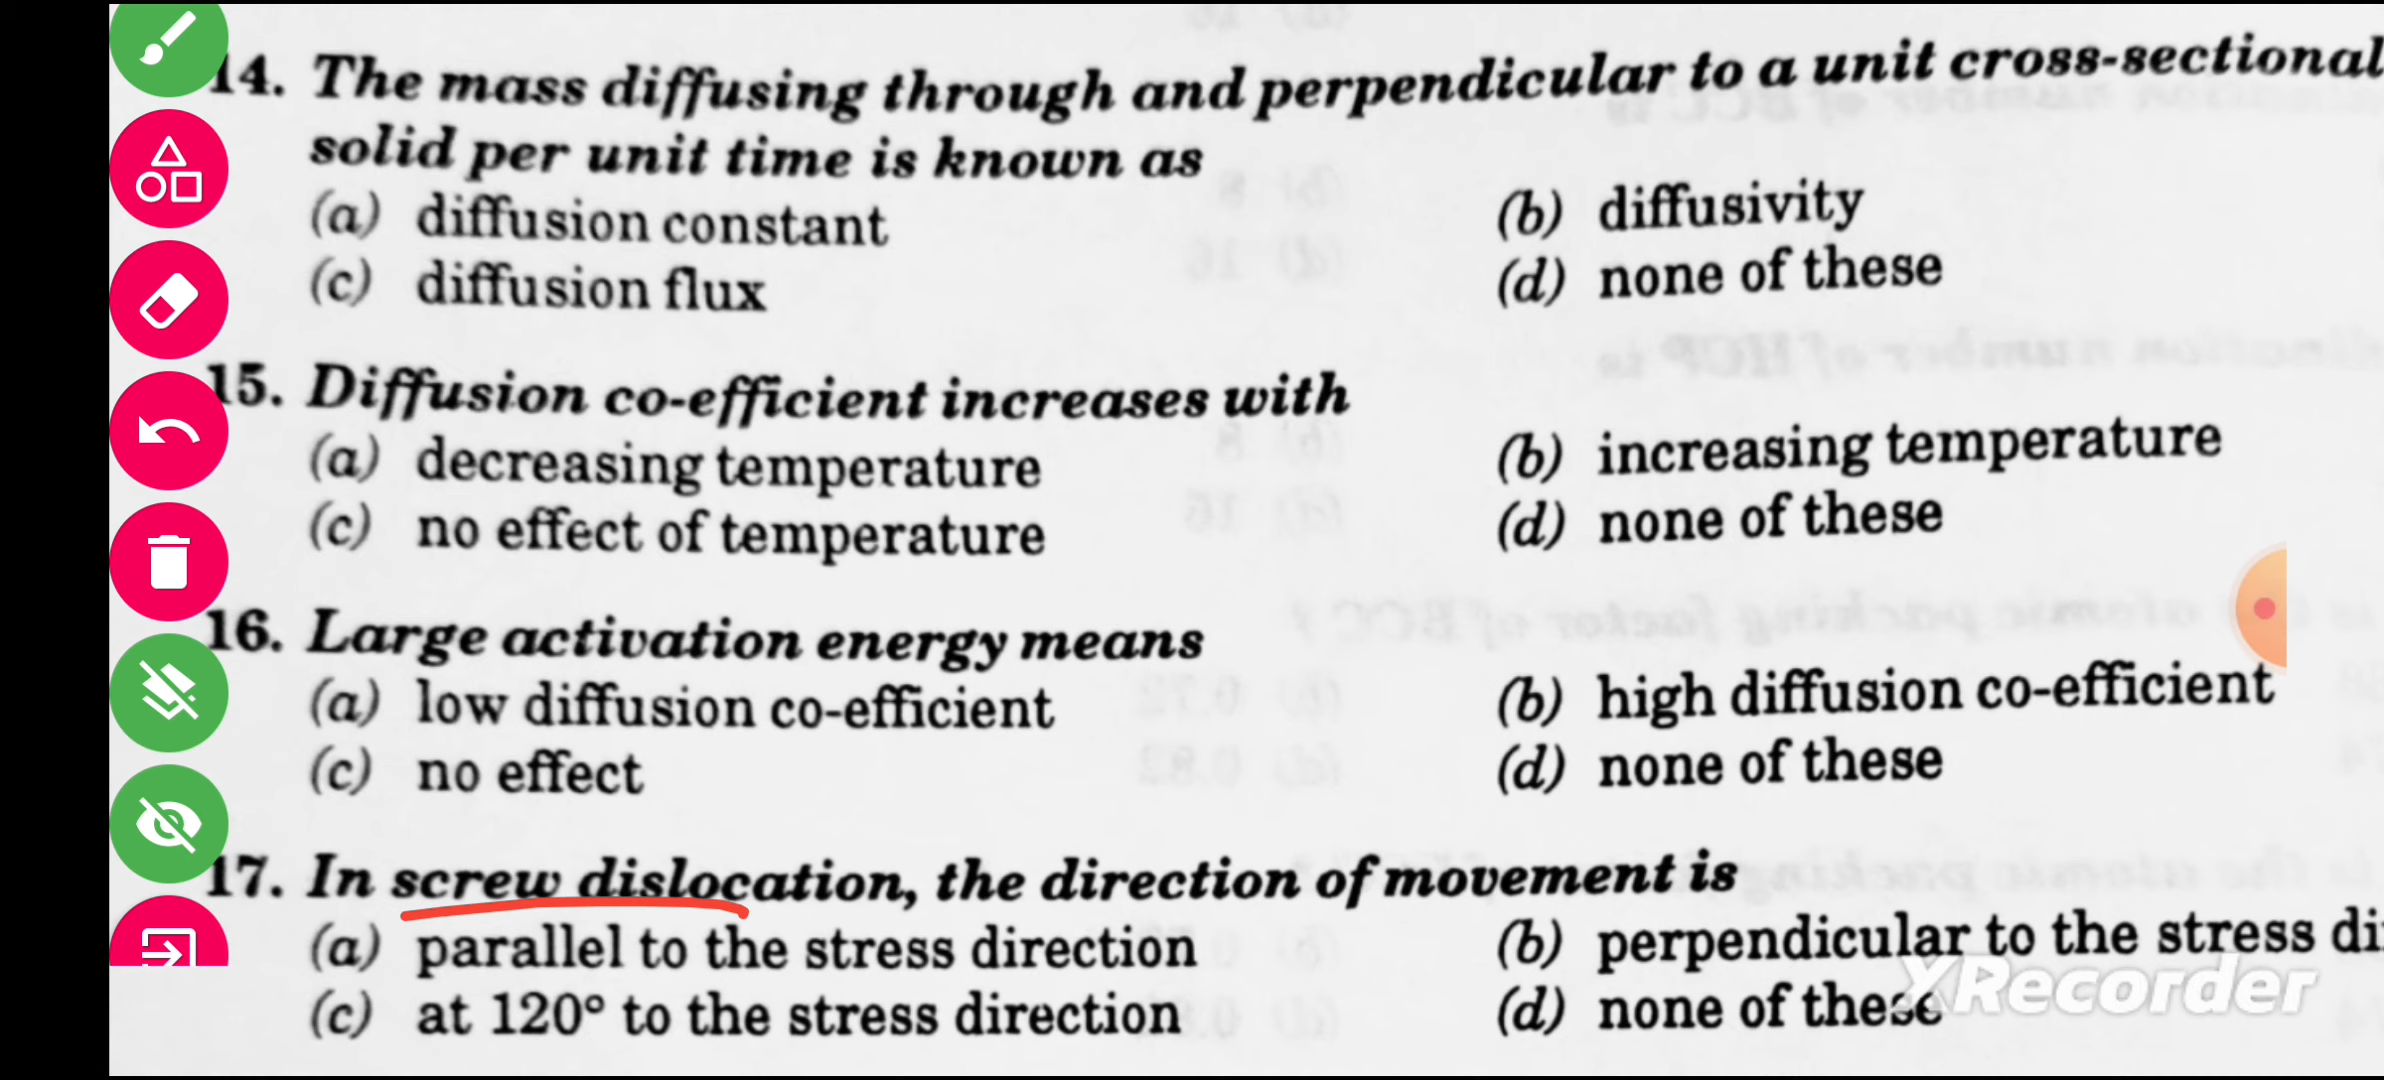 14. The mass diffusing through and perpendicular to a unit cross-sectional
solid per unit time is known as
(a) diffusion constant
(b) diffusivity
(c) diffusion flux
(d) none of these
15. Diffusion co-efficient increases with
(a) decreasing temperature
(b) increasing temperature
(c) no effect of temperature
(d) none of these
16. Large activation energy means
(a) low diffusion co-efficient
(b) high diffusion co-efficient
(c) no effect
(d) none of these
17. In screw dislocation, the direction of movement is
(a) parallel to the stress direction
(b) perpendicular to the stress
(c) at 120° to the stress direction
(d) none of these
XRecorder